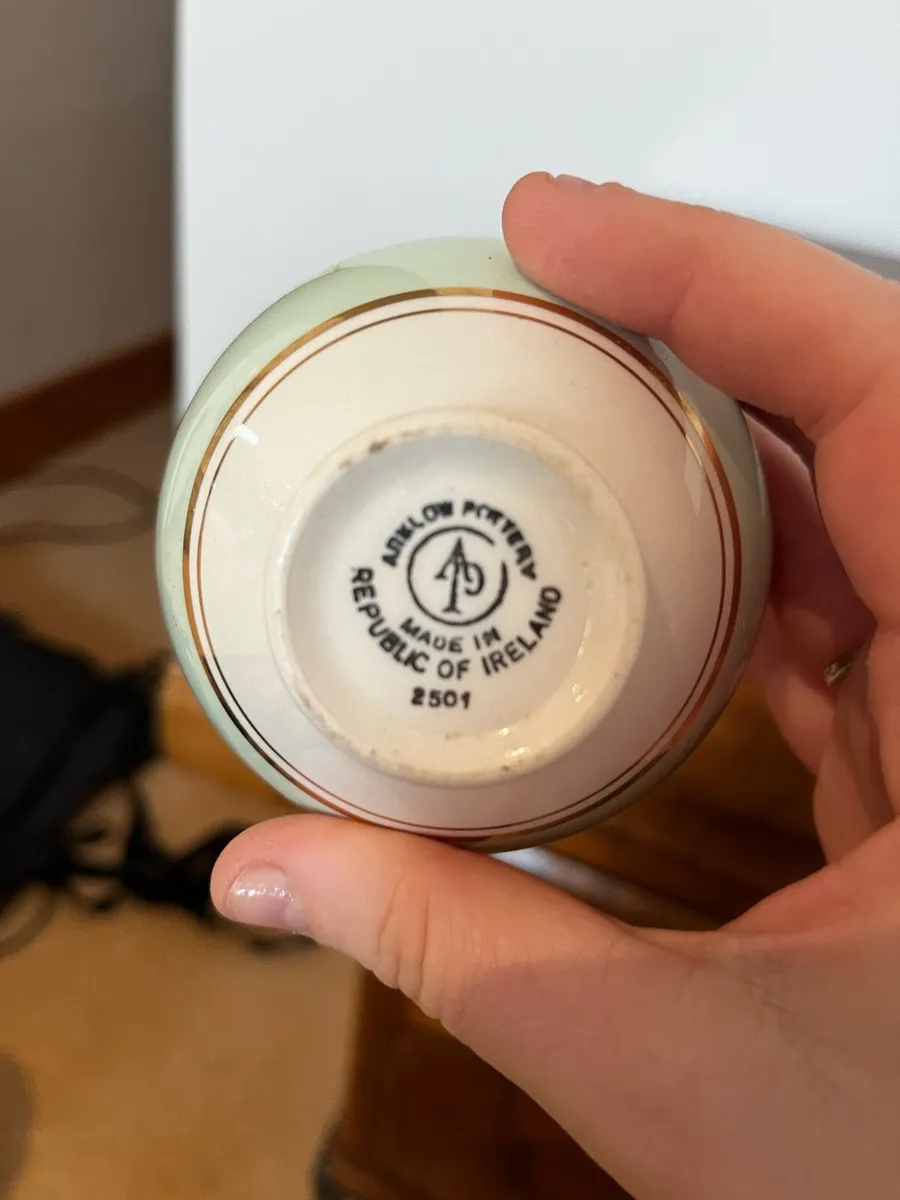 ARKLOW POTTERY
AP
MADE IN
REPUBLIC OF IRELAND
2501